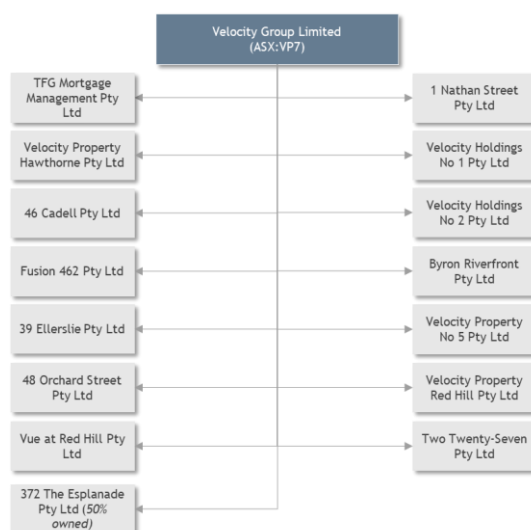 Velocity Group Limited
(ASX:VP7)
TFG Mortgage
Management Pty
Ltd
1 Nathan Street
Pty Ltd
Velocity Property
Hawthorne Pty Ltd
Velocity Holdings
No 1 Pty Ltd
46 Cadell Pty Ltd
Velocity Holdings
No 2 Pty Ltd
Fusion 462 Pty Ltd
Byron Riverfront
Pty Ltd
39 Ellerslie Pty Ltd
Velocity Property
No 5 Pty Ltd
48 Orchard Street
Pty Ltd
Velocity Property
Red Hill Pty Ltd
Vue at Red Hill Pty
Ltd
Two Twenty-Seven
Pty Ltd
372 The Esplanade
Pty Ltd (50%
owned)